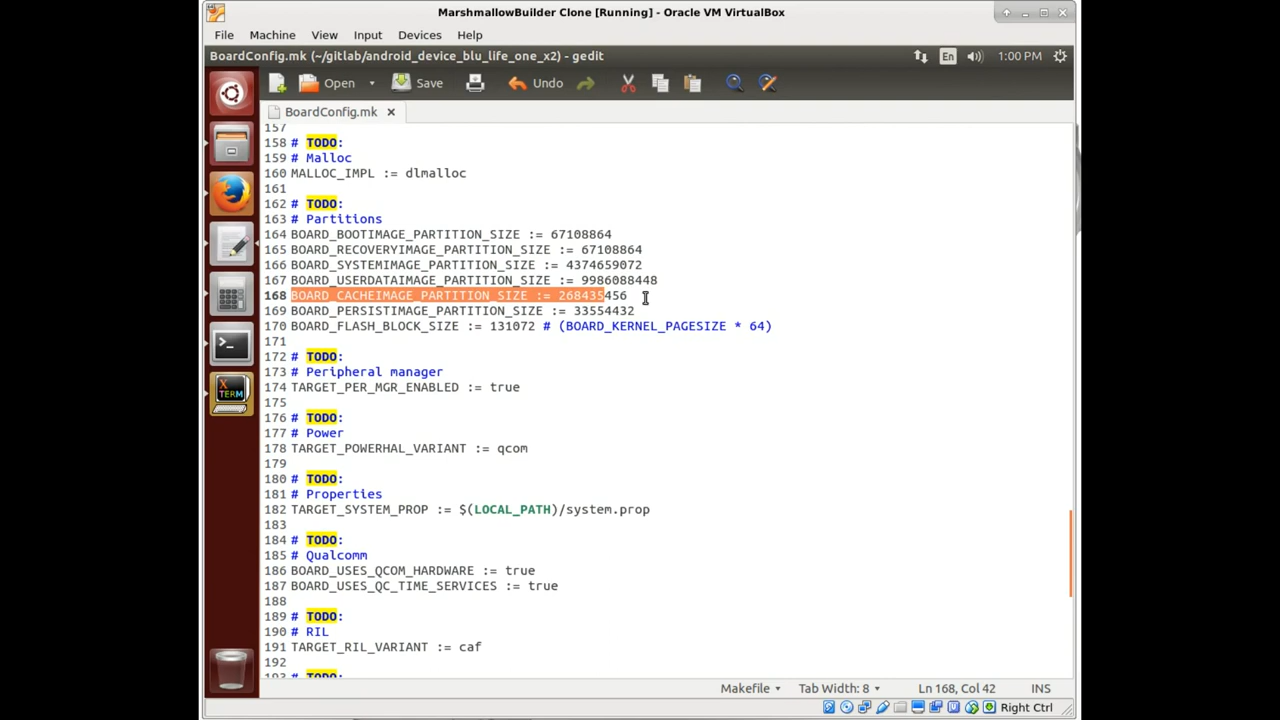 MarshmallowBuilder Clone [Running] - Oracle VM VirtualBox
File Machine View Input Devices Help
BoardConfig.mk (~/gitlab/android_device_blu_life_one_x2) - gedit En 1:00 PM
Open Save Undo
BoardConfig.mk
157
158 # TODO:
159 # Malloc
160 MALLOC_IMPL := dlmalloc
161
162 # TODO:
163 # Partitions
164 BOARD_BOOTIMAGE_PARTITION_SIZE := 67108864
165 BOARD_RECOVERYIMAGE_PARTITION_SIZE := 67108864
166 BOARD_SYSTEMIMAGE_PARTITION_SIZE := 4374659072
167 BOARD_USERDATAIMAGE_PARTITION_SIZE := 9986088448
168 BOARD_CACHEIMAGE_PARTITION_SIZE := 268435456
169 BOARD_PERSISTIMAGE_PARTITION_SIZE := 33554432
170 BOARD_FLASH_BLOCK_SIZE := 131072 # (BOARD_KERNEL_PAGESIZE * 64)
171
172 # TODO:
173 # Peripheral manager
174 TARGET_PER_MGR_ENABLED := true
175
176 # TODO:
177 # Power
178 TARGET_POWERHAL_VARIANT := qcom
179
180 # TODO:
181 # Properties
182 TARGET_SYSTEM_PROP := $(LOCAL_PATH)/system.prop
183
184 # TODO:
185 # Qualcomm
186 BOARD_USES_QCOM_HARDWARE := true
187 BOARD_USES_QC_TIME_SERVICES := true
188
189 # TODO:
190 # RIL
191 TARGET_RIL_VARIANT := caf
192
193 # TODO:
X TERM
Makefile Tab Width: 8 Ln 168, Col 42 INS
Right Ctrl